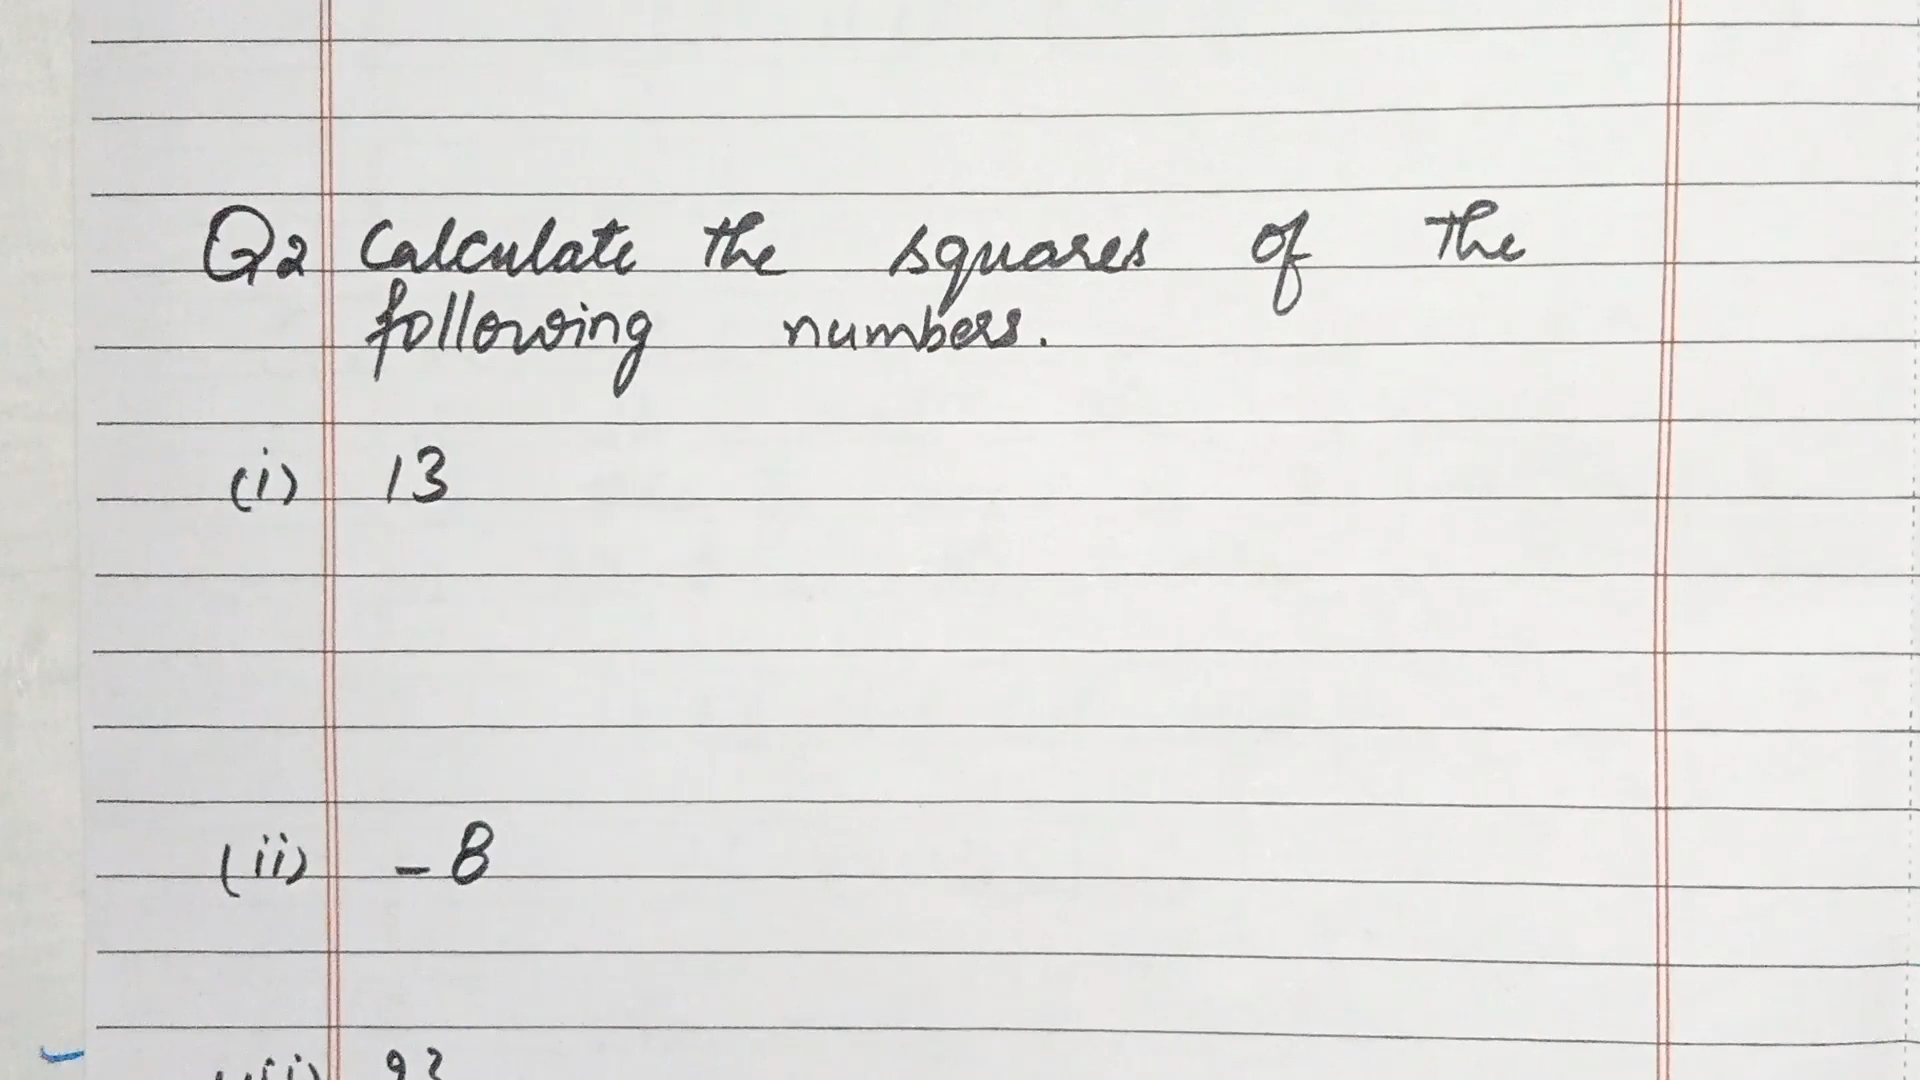 Q2 Calculate the squares of the
following numbers.
(i) 13
(ii) -8